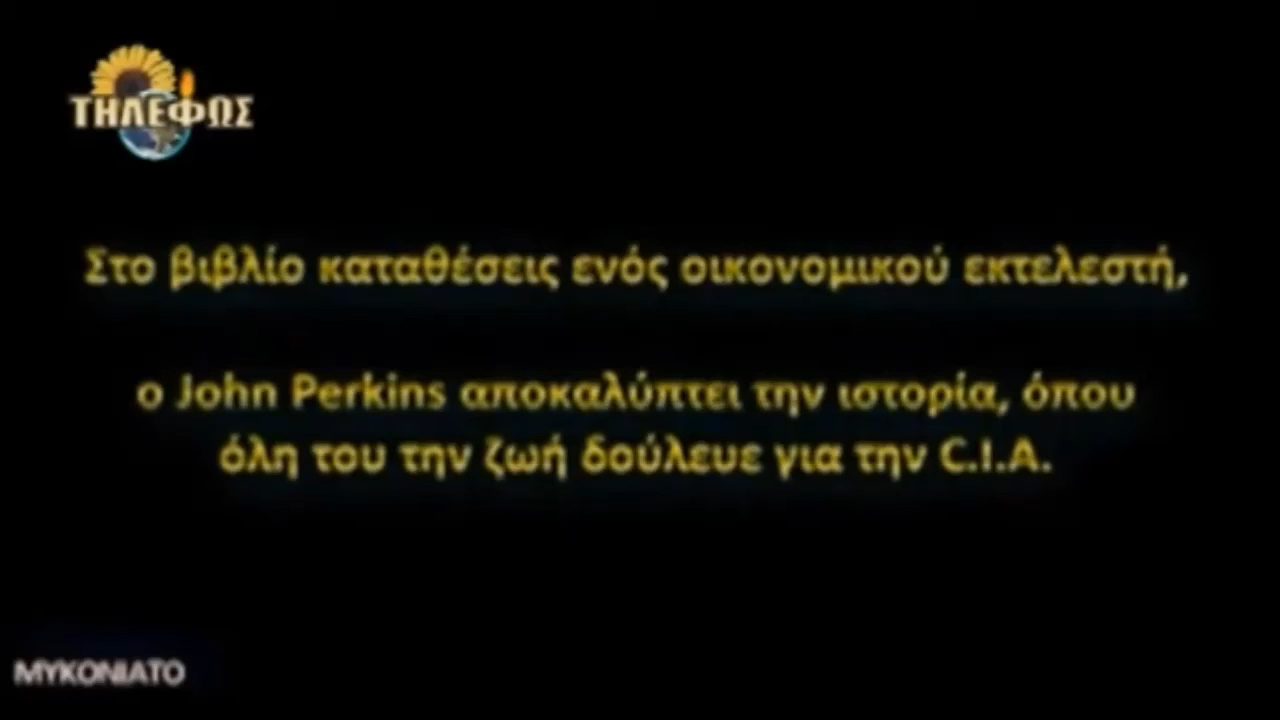 ΤΗΛΕΦΩΣ
Στο βιβλίο καταθέσεις ενός οικονομικού εκτελεστή,
ο John Perkins αποκαλύπτει την ιστορία, όπου
όλη του την ζωή δούλευε για την C.I.A.
ΜΥΚΟΝΙΑΤΟ